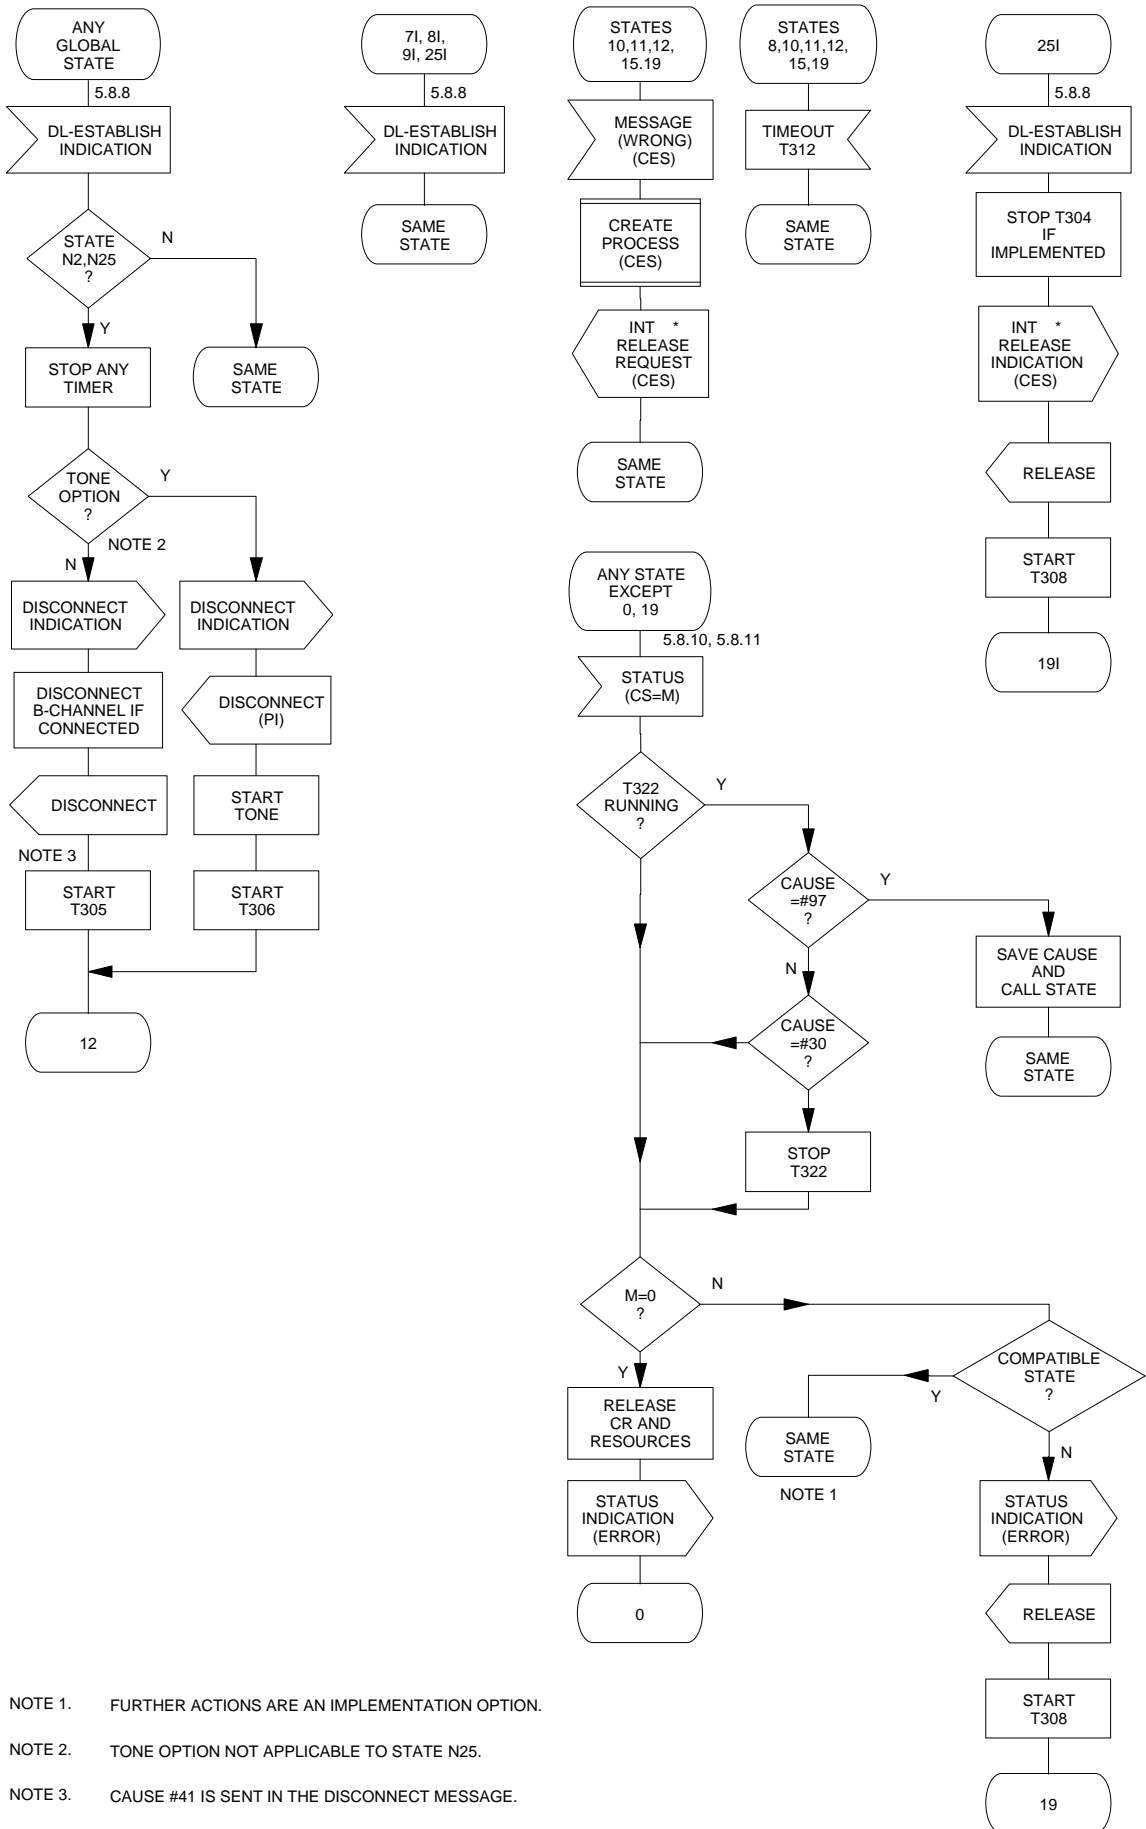 ANY
GLOBAL
STATE
5.8.8
DL-ESTABLISH
INDICATION
STATE
N2,N25
?
N
Y
STOP ANY
TIMER
SAME
STATE
TONE
OPTION
?
Y
NOTE 2
N
DISCONNECT
INDICATION
DISCONNECT
INDICATION
DISCONNECT
B-CHANNEL IF
CONNECTED
DISCONNECT
(PI)
DISCONNECT
START
TONE
NOTE 3
START
T305
START
T306
12
7I, 8I,
9I, 25I
5.8.8
DL-ESTABLISH
INDICATION
SAME
STATE
STATES
10,11,12,
15.19
MESSAGE
(WRONG)
(CES)
CREATE
PROCESS
(CES)
INT *
RELEASE
REQUEST
(CES)
SAME
STATE
STATES
8,10,11,12,
15,19
TIMEOUT
T312
SAME
STATE
25I
5.8.8
DL-ESTABLISH
INDICATION
STOP T304
IF
IMPLEMENTED
INT *
RELEASE
INDICATION
(CES)
RELEASE
START
T308
19I
ANY STATE
EXCEPT
0, 19
5.8.10, 5.8.11
STATUS
(CS=M)
T322
RUNNING
?
Y
CAUSE
=#97
?
Y
SAVE CAUSE
AND
CALL STATE
SAME
STATE
N
CAUSE
=#30
?
STOP
T322
M=0
?
N
Y
COMPATIBLE
STATE
?
Y
SAME
STATE
NOTE 1
N
RELEASE
CR AND
RESOURCES
STATUS
INDICATION
(ERROR)
0
STATUS
INDICATION
(ERROR)
RELEASE
START
T308
19
NOTE 1. FURTHER ACTIONS ARE AN IMPLEMENTATION OPTION.
NOTE 2. TONE OPTION NOT APPLICABLE TO STATE N25.
NOTE 3. CAUSE #41 IS SENT IN THE DISCONNECT MESSAGE.